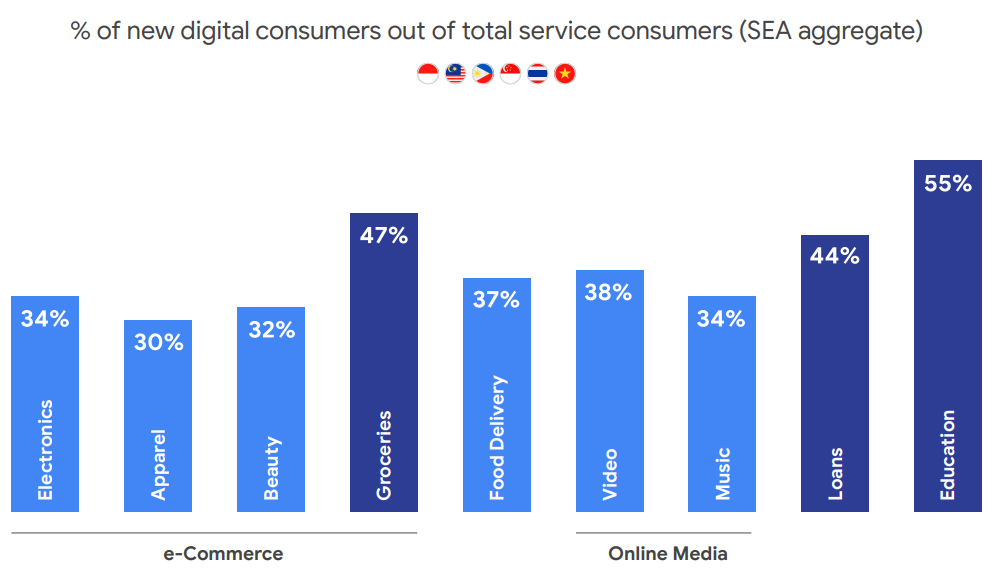 % of new digital consumers out of total service consumers (SEA aggregate)
34%
Electronics
30%
Apparel
32%
Beauty
47%
Groceries
37%
Food Delivery
38%
Video
34%
Music
44%
Loans
55%
Education
e-Commerce
Online Media